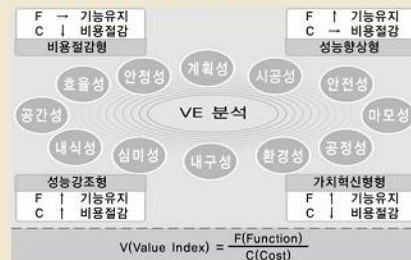 F → 기능유지
C ↓ 비용절감
비용절감형
F ↑ 기능유지
C → 비용절감
성능향상형
계획성
안정성
시공성
효율성
안전성
공간성
VE 분석
마모성
내식성
심미성
내구성
환경성
공정성
성능강조형
F ↑ 기능유지
C ↑ 비용절감
가치혁신형형
F ↑ 기능유지
C ↓ 비용절감
V(Value Index) = F(Function) / C(Cost)